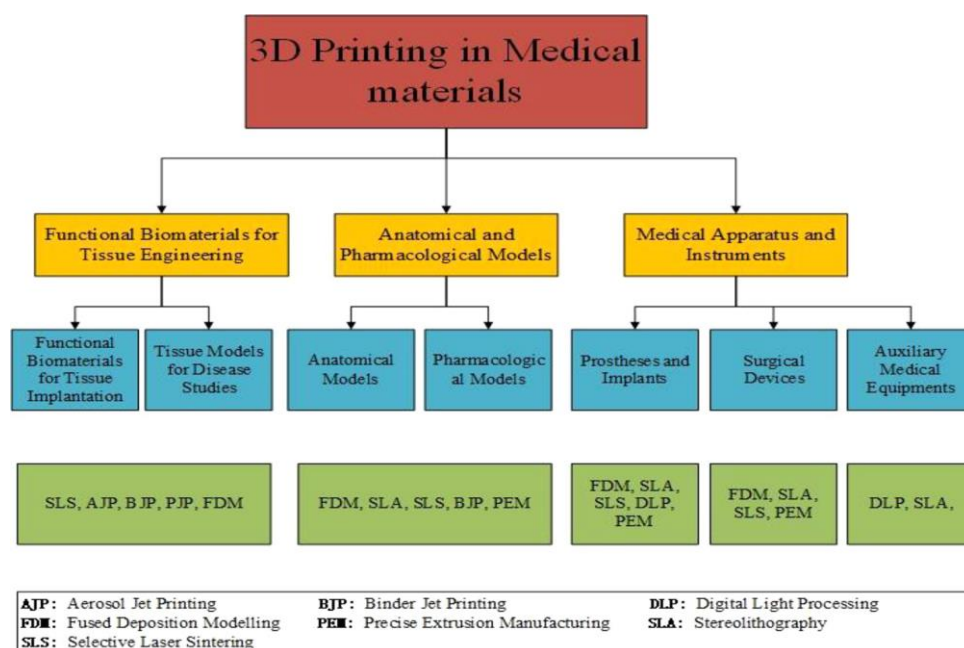 3D Printing in Medical
materials
Functional Biomaterials for
Tissue Engineering
Anatomical and
Pharmacological Models
Medical Apparatus and
Instruments
Functional
Biomaterials
for Tissue
Implantation
Tissue Models
for Disease
Studies
Anatomical
Models
Pharmacologic
al Models
Prostheses and
Implants
Surgical
Devices
Auxiliary
Medical
Equipments
SLS, AJP, BJP, PJP, FDM
FDM, SLA, SLS, BJP, PEM
FDM, SLA,
SLS, DLP,
PEM
FDM, SLA,
SLS, PEM
DLP, SLA,
AJP: Aerosol Jet Printing BJP: Binder Jet Printing DLP: Digital Light Processing
FDM: Fused Deposition Modelling PEM: Precise Extrusion Manufacturing SLA: Stereolithography
SLS: Selective Laser Sintering